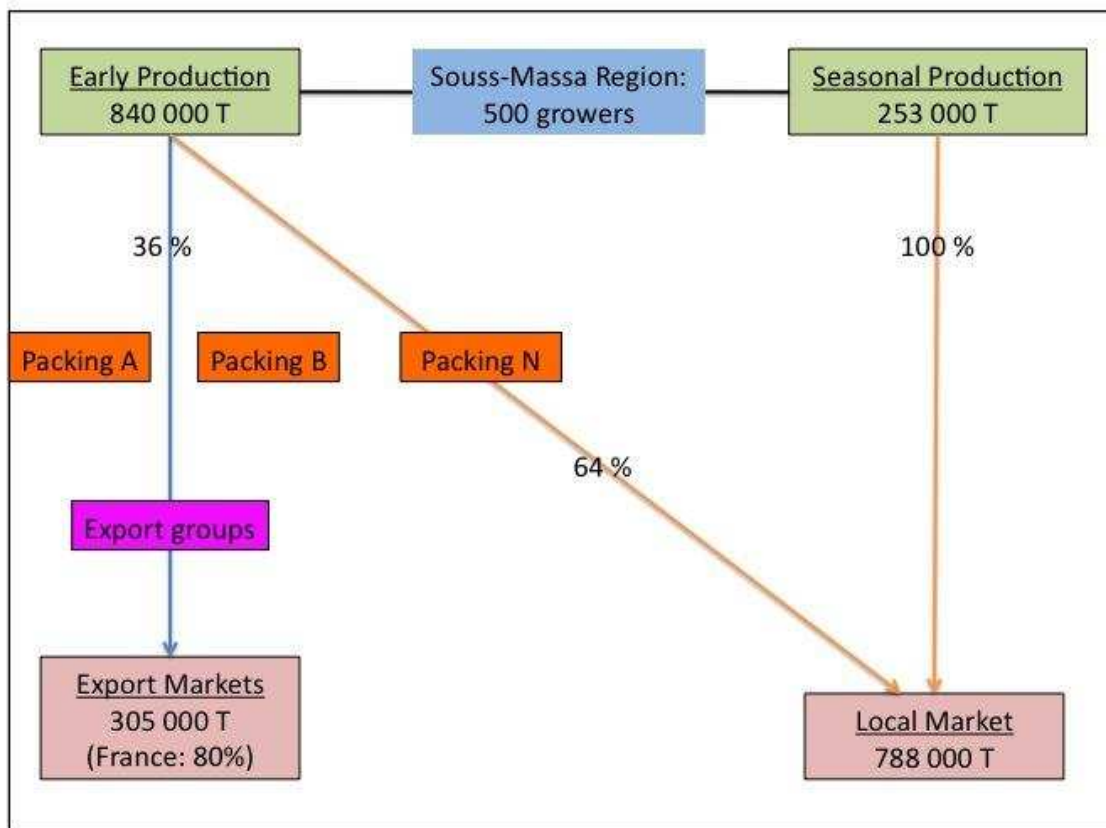 Early Production
840 000 T
Souss-Massa Region:
500 growers
Seasonal Production
253 000 T
36 %
100 %
Packing A
Packing B
Packing N
64 %
Export groups
Export Markets
305 000 T
(France: 80%)
Local Market
788 000 T